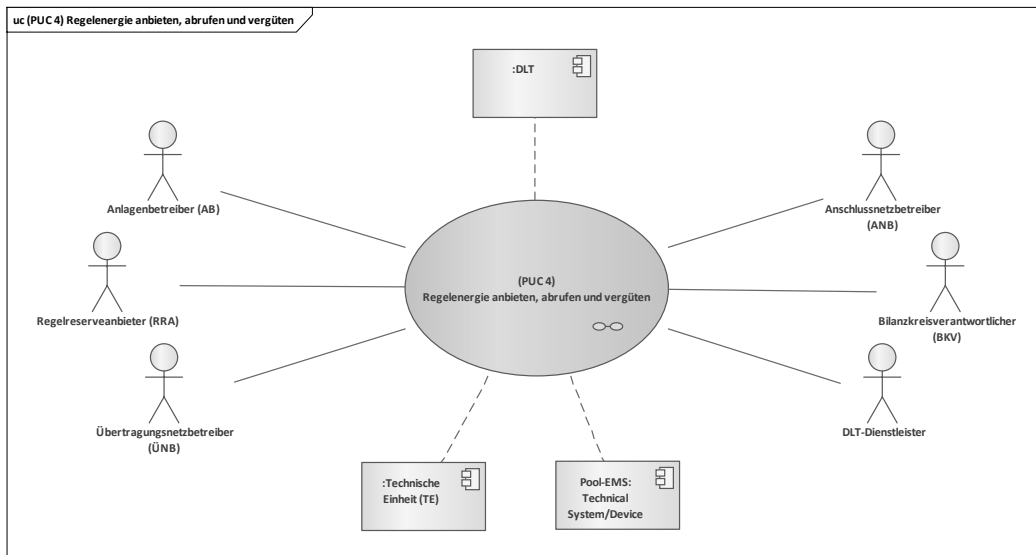 uc (PUC 4) Regelenergie anbieten, abrufen und vergüten
:DLT
Anlagenbetreiber (AB)
Anschlussnetzbetreiber
(ANB)
(PUC 4)
Regelenergie anbieten, abrufen und vergüten
Regelreserveanbieter (RRA)
Bilanzkreisverantwortlicher
(BKV)
Übertragungsnetzbetreiber
(ÜNB)
DLT-Dienstleister
:Technische
Einheit (TE)
Pool-EMS:
Technical
System/Device